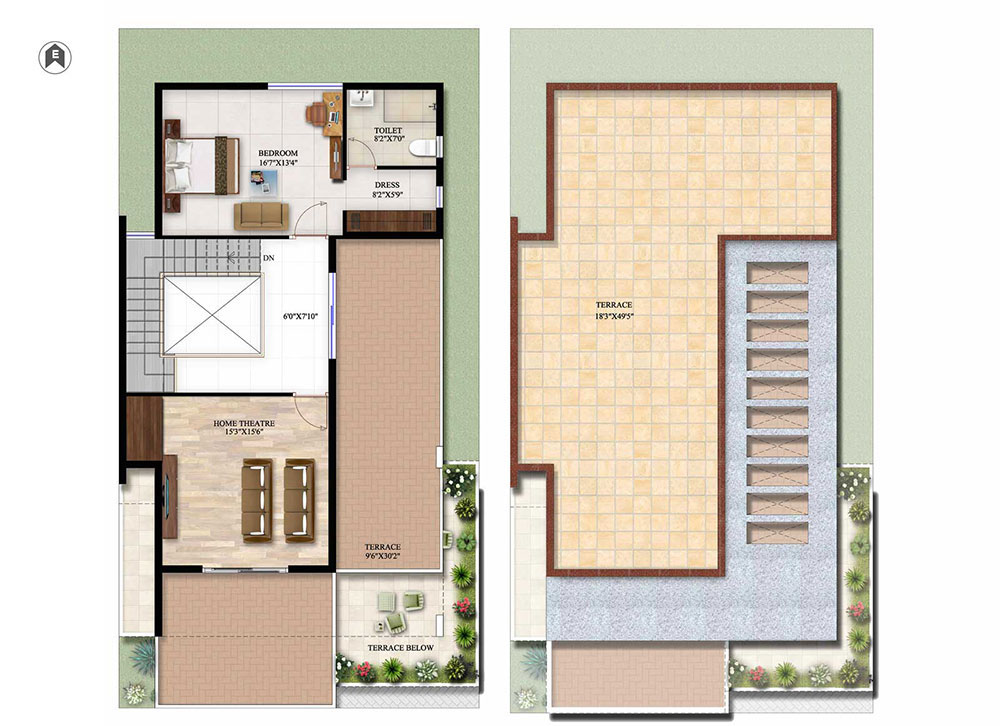 E
TOILET
8'2"X7'0"
BEDROOM
16'7"X13'4"
DRESS
8'2"X5'9"
DN
6'0"X7'10"
TERRACE
18'3"X49'5"
HOME THEATRE
15'3"X15'6"
TERRACE
9'6"X30'2"
TERRACE BELOW